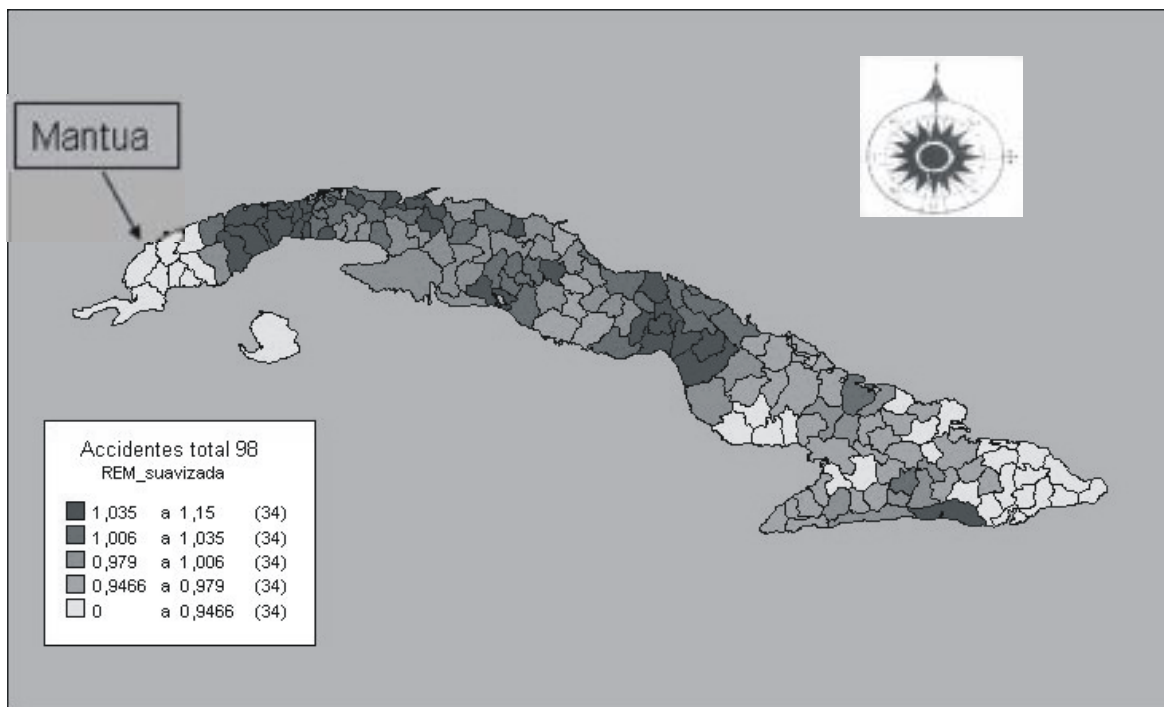 Mantua
Accidentes total 98
REM_suavizada
1,035 a 1,15 (34)
1,006 a 1,035 (34)
0,979 a 1,006 (34)
0,9466 a 0,979 (34)
0 a 0,9466 (34)